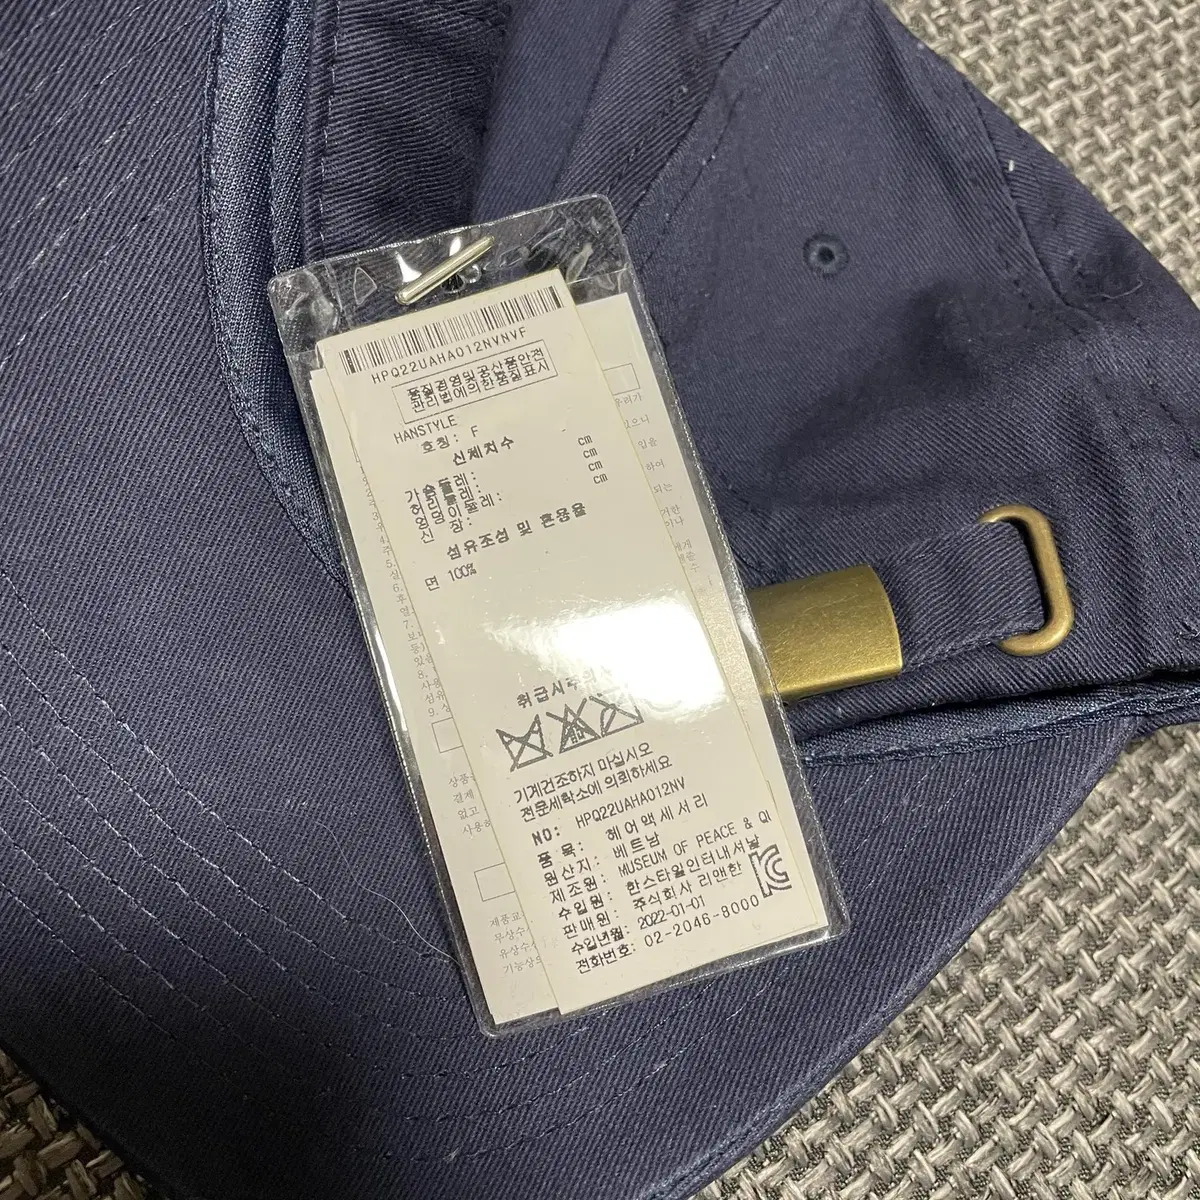 HPQ22UAHA012NVNVF
품질경영및공산품안전
관리법에의한품질표시
HANSTYLE
호칭: F
신체치수
가슴둘레: cm
허리둘레: cm
엉덩이둘레: cm
신 장: cm
섬유조성 및 혼용율
면 100%
취급시주의
기계건조하지 마십시오
전문세탁소에 의뢰하세요
NO: HPQ22UAHA012NV
품 목: 헤어액세서리
원산지: 베트남
제조원: MUSEUM OF PEACE & QI
수입원: 한스타일인터내셔날
판매원: 주식회사 리앤한
수입년월: 2022-01-01
전화번호: 02-2046-8000